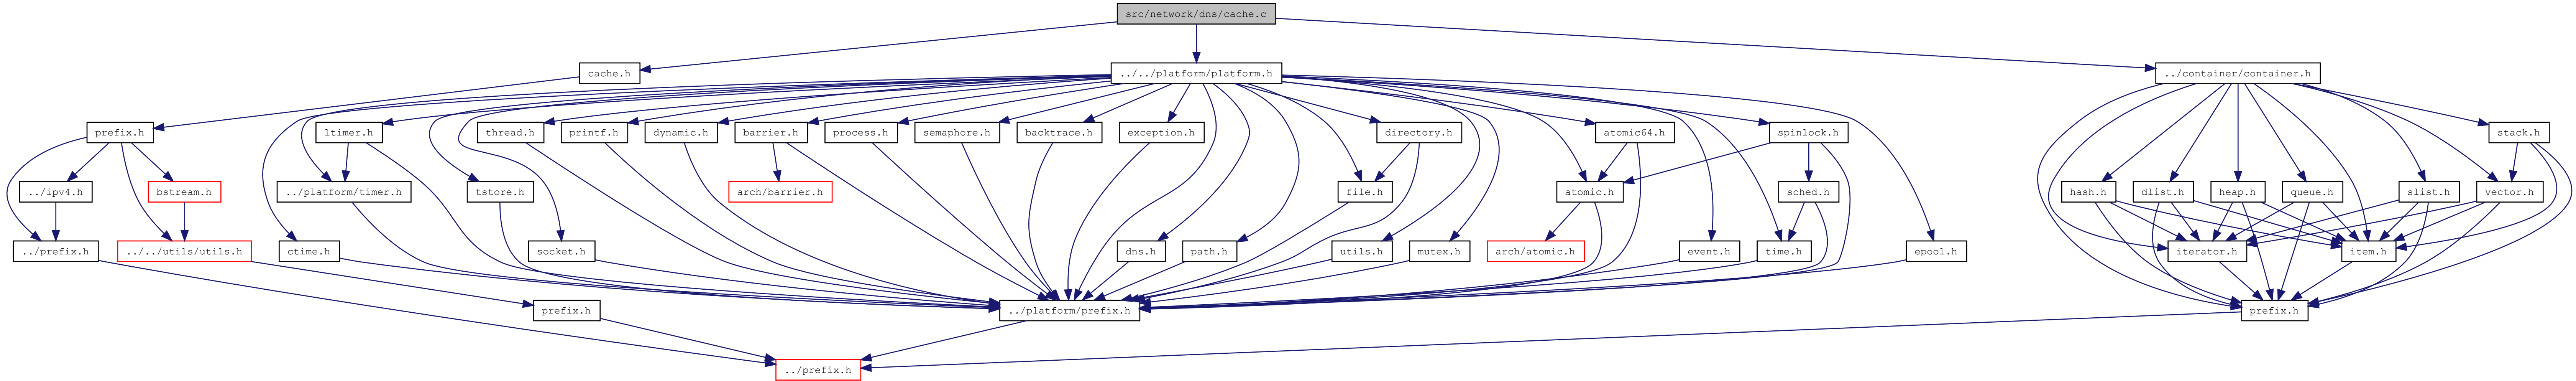 src/network/dns/cache.c
cache.h
../../platform/platform.h
../container/container.h
prefix.h
ltimer.h
thread.h
printf.h
dynamic.h
barrier.h
process.h
semaphore.h
backtrace.h
exception.h
directory.h
atomic64.h
spinlock.h
stack.h
../ipv4.h
bstream.h
../platform/timer.h
tstore.h
arch/barrier.h
file.h
atomic.h
sched.h
hash.h
dlist.h
heap.h
queue.h
slist.h
vector.h
../prefix.h
../../utils/utils.h
ctime.h
socket.h
dns.h
path.h
utils.h
mutex.h
arch/atomic.h
event.h
time.h
epool.h
iterator.h
item.h
prefix.h
../platform/prefix.h
prefix.h
../prefix.h